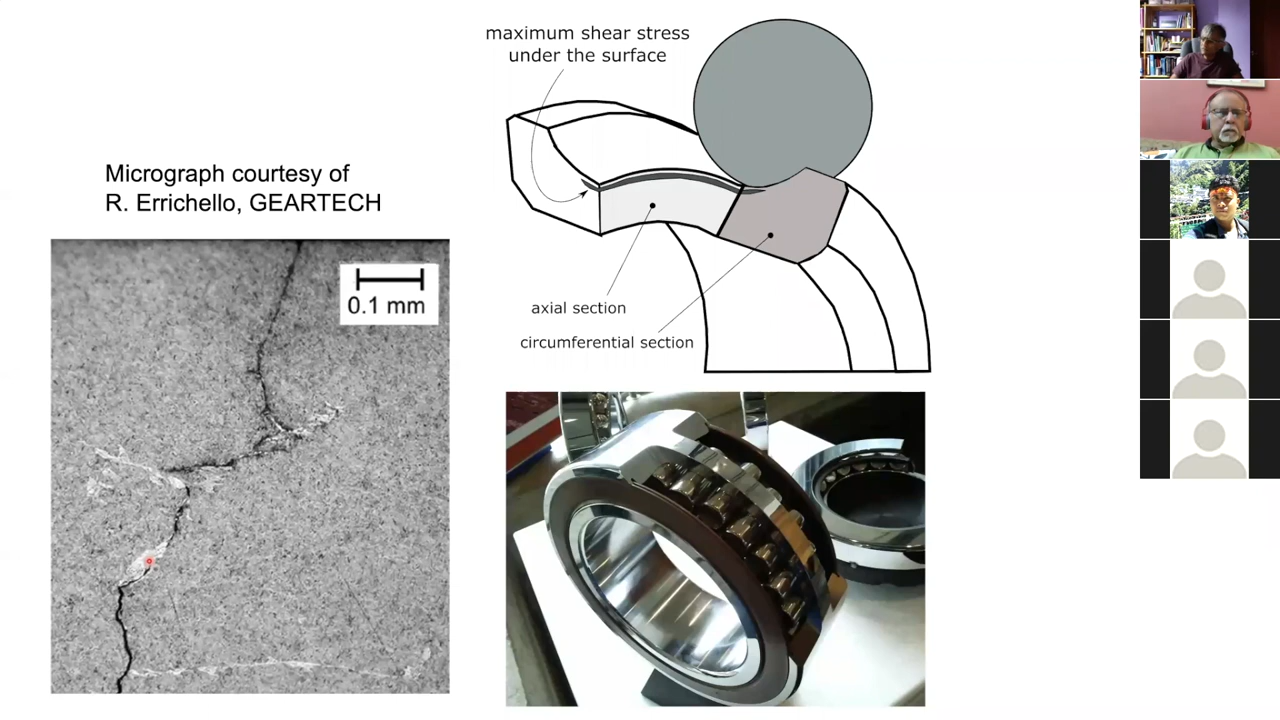 maximum shear stress
under the surface
Micrograph courtesy of
R. Errichello, GEARTECH
0.1 mm
axial section
circumferential section